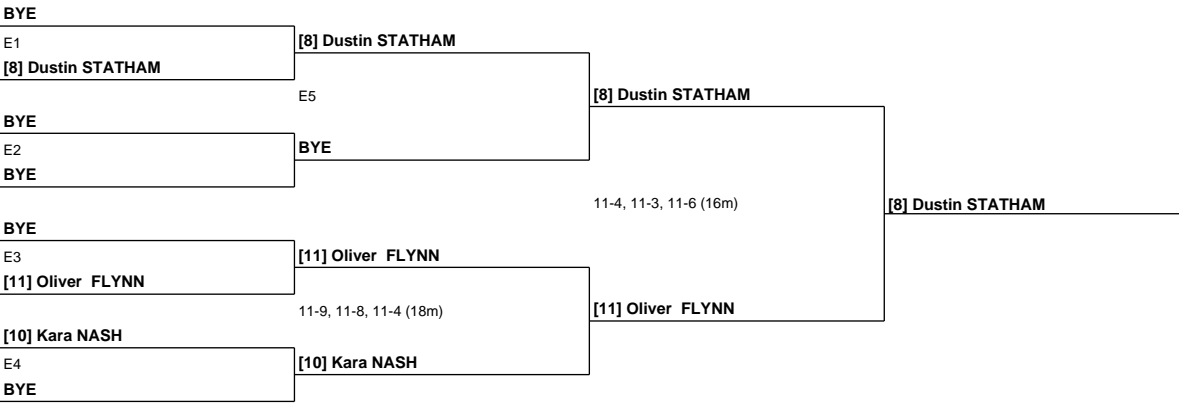 BYE
E1
[8] Dustin STATHAM
BYE
E2
BYE
BYE
E3
[11] Oliver FLYNN
[10] Kara NASH
E4
BYE
[8] Dustin STATHAM
E5
BYE
[11] Oliver FLYNN
11-9, 11-8, 11-4 (18m)
[10] Kara NASH
[8] Dustin STATHAM
11-4, 11-3, 11-6 (16m)
[11] Oliver FLYNN
[8] Dustin STATHAM